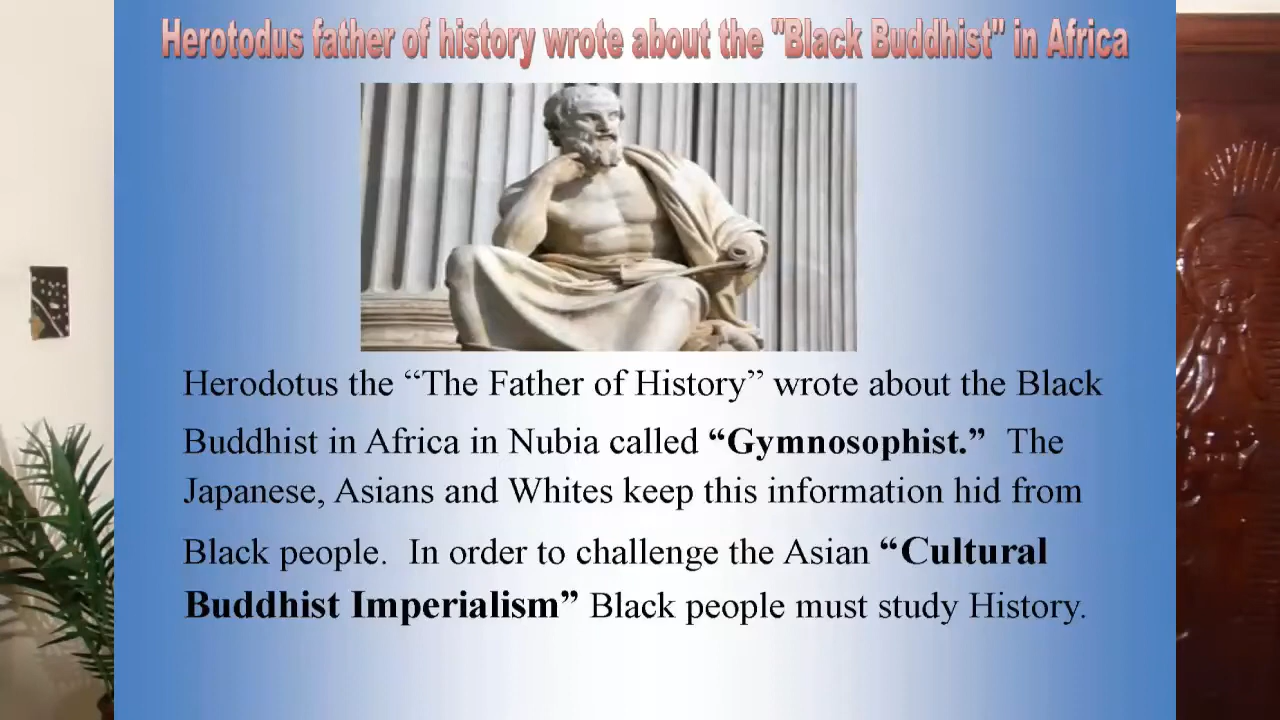 Herotodus father of history wrote about the "Black Buddhist" in Africa
Herodotus the “The Father of History” wrote about the Black
Buddhist in Africa in Nubia called “Gymnosophist.” The
Japanese, Asians and Whites keep this information hid from
Black people. In order to challenge the Asian “Cultural
Buddhist Imperialism” Black people must study History.